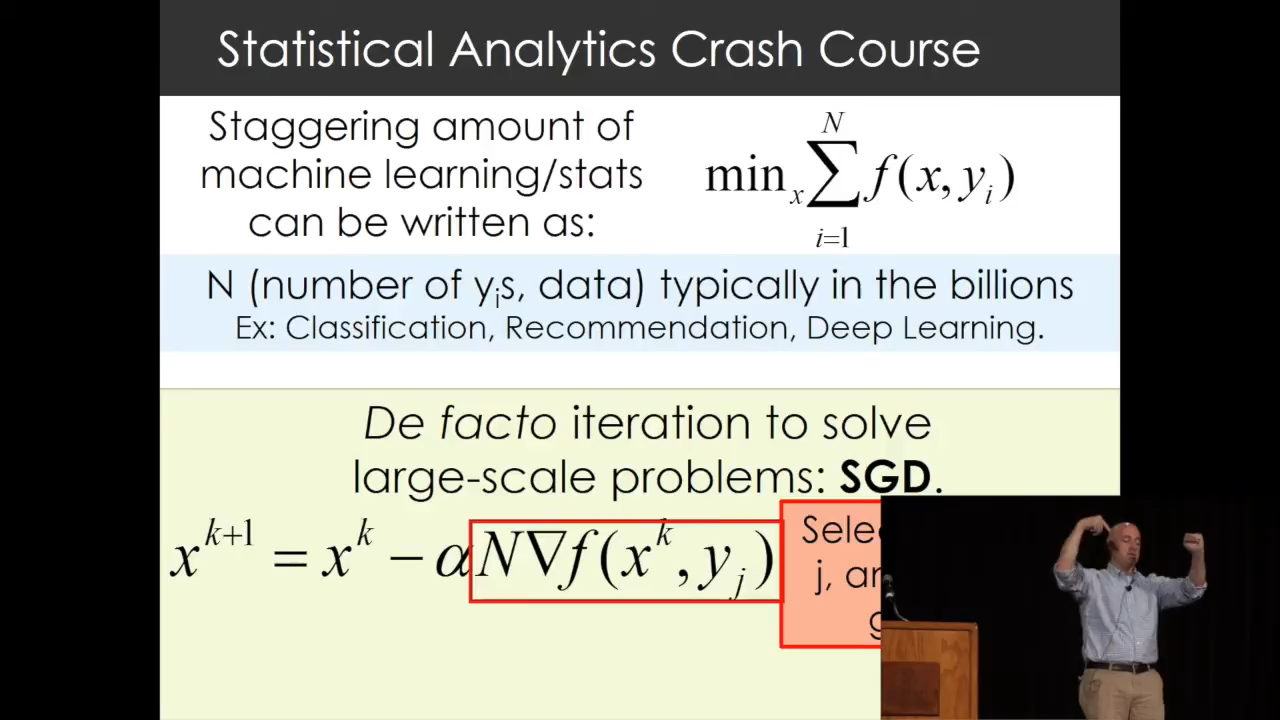 Statistical Analytics Crash Course
Staggering amount of
machine learning/stats
can be written as:
min_x ∑_{i=1}^{N} f(x, y_i)
N (number of y_is, data) typically in the billions
Ex: Classification, Recommendation, Deep Learning.
De facto iteration to solve
large-scale problems: SGD.
x^{k+1} = x^k − αN∇f(x^k, y_j)
j,